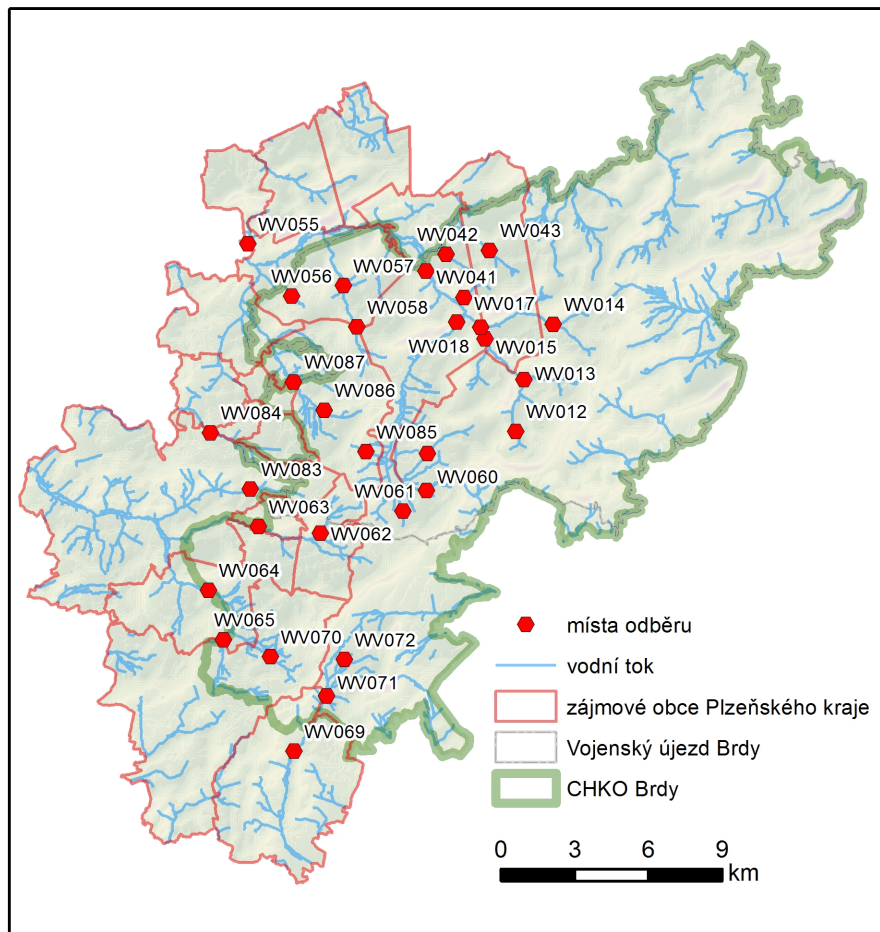 WV055
WV042
WV043
WV057
WV056
WV041
WV017
WV014
WV058
WV018
WV015
WV087
WV013
WV086
WV084
WV012
WV085
WV083
WV060
WV061
WV063
WV062
WV064
WV065
WV070
WV072
WV071
WV069
místa odběru
vodní tok
zájmové obce Plzeňského kraje
Vojenský újezd Brdy
CHKO Brdy
0 3 6 9
km